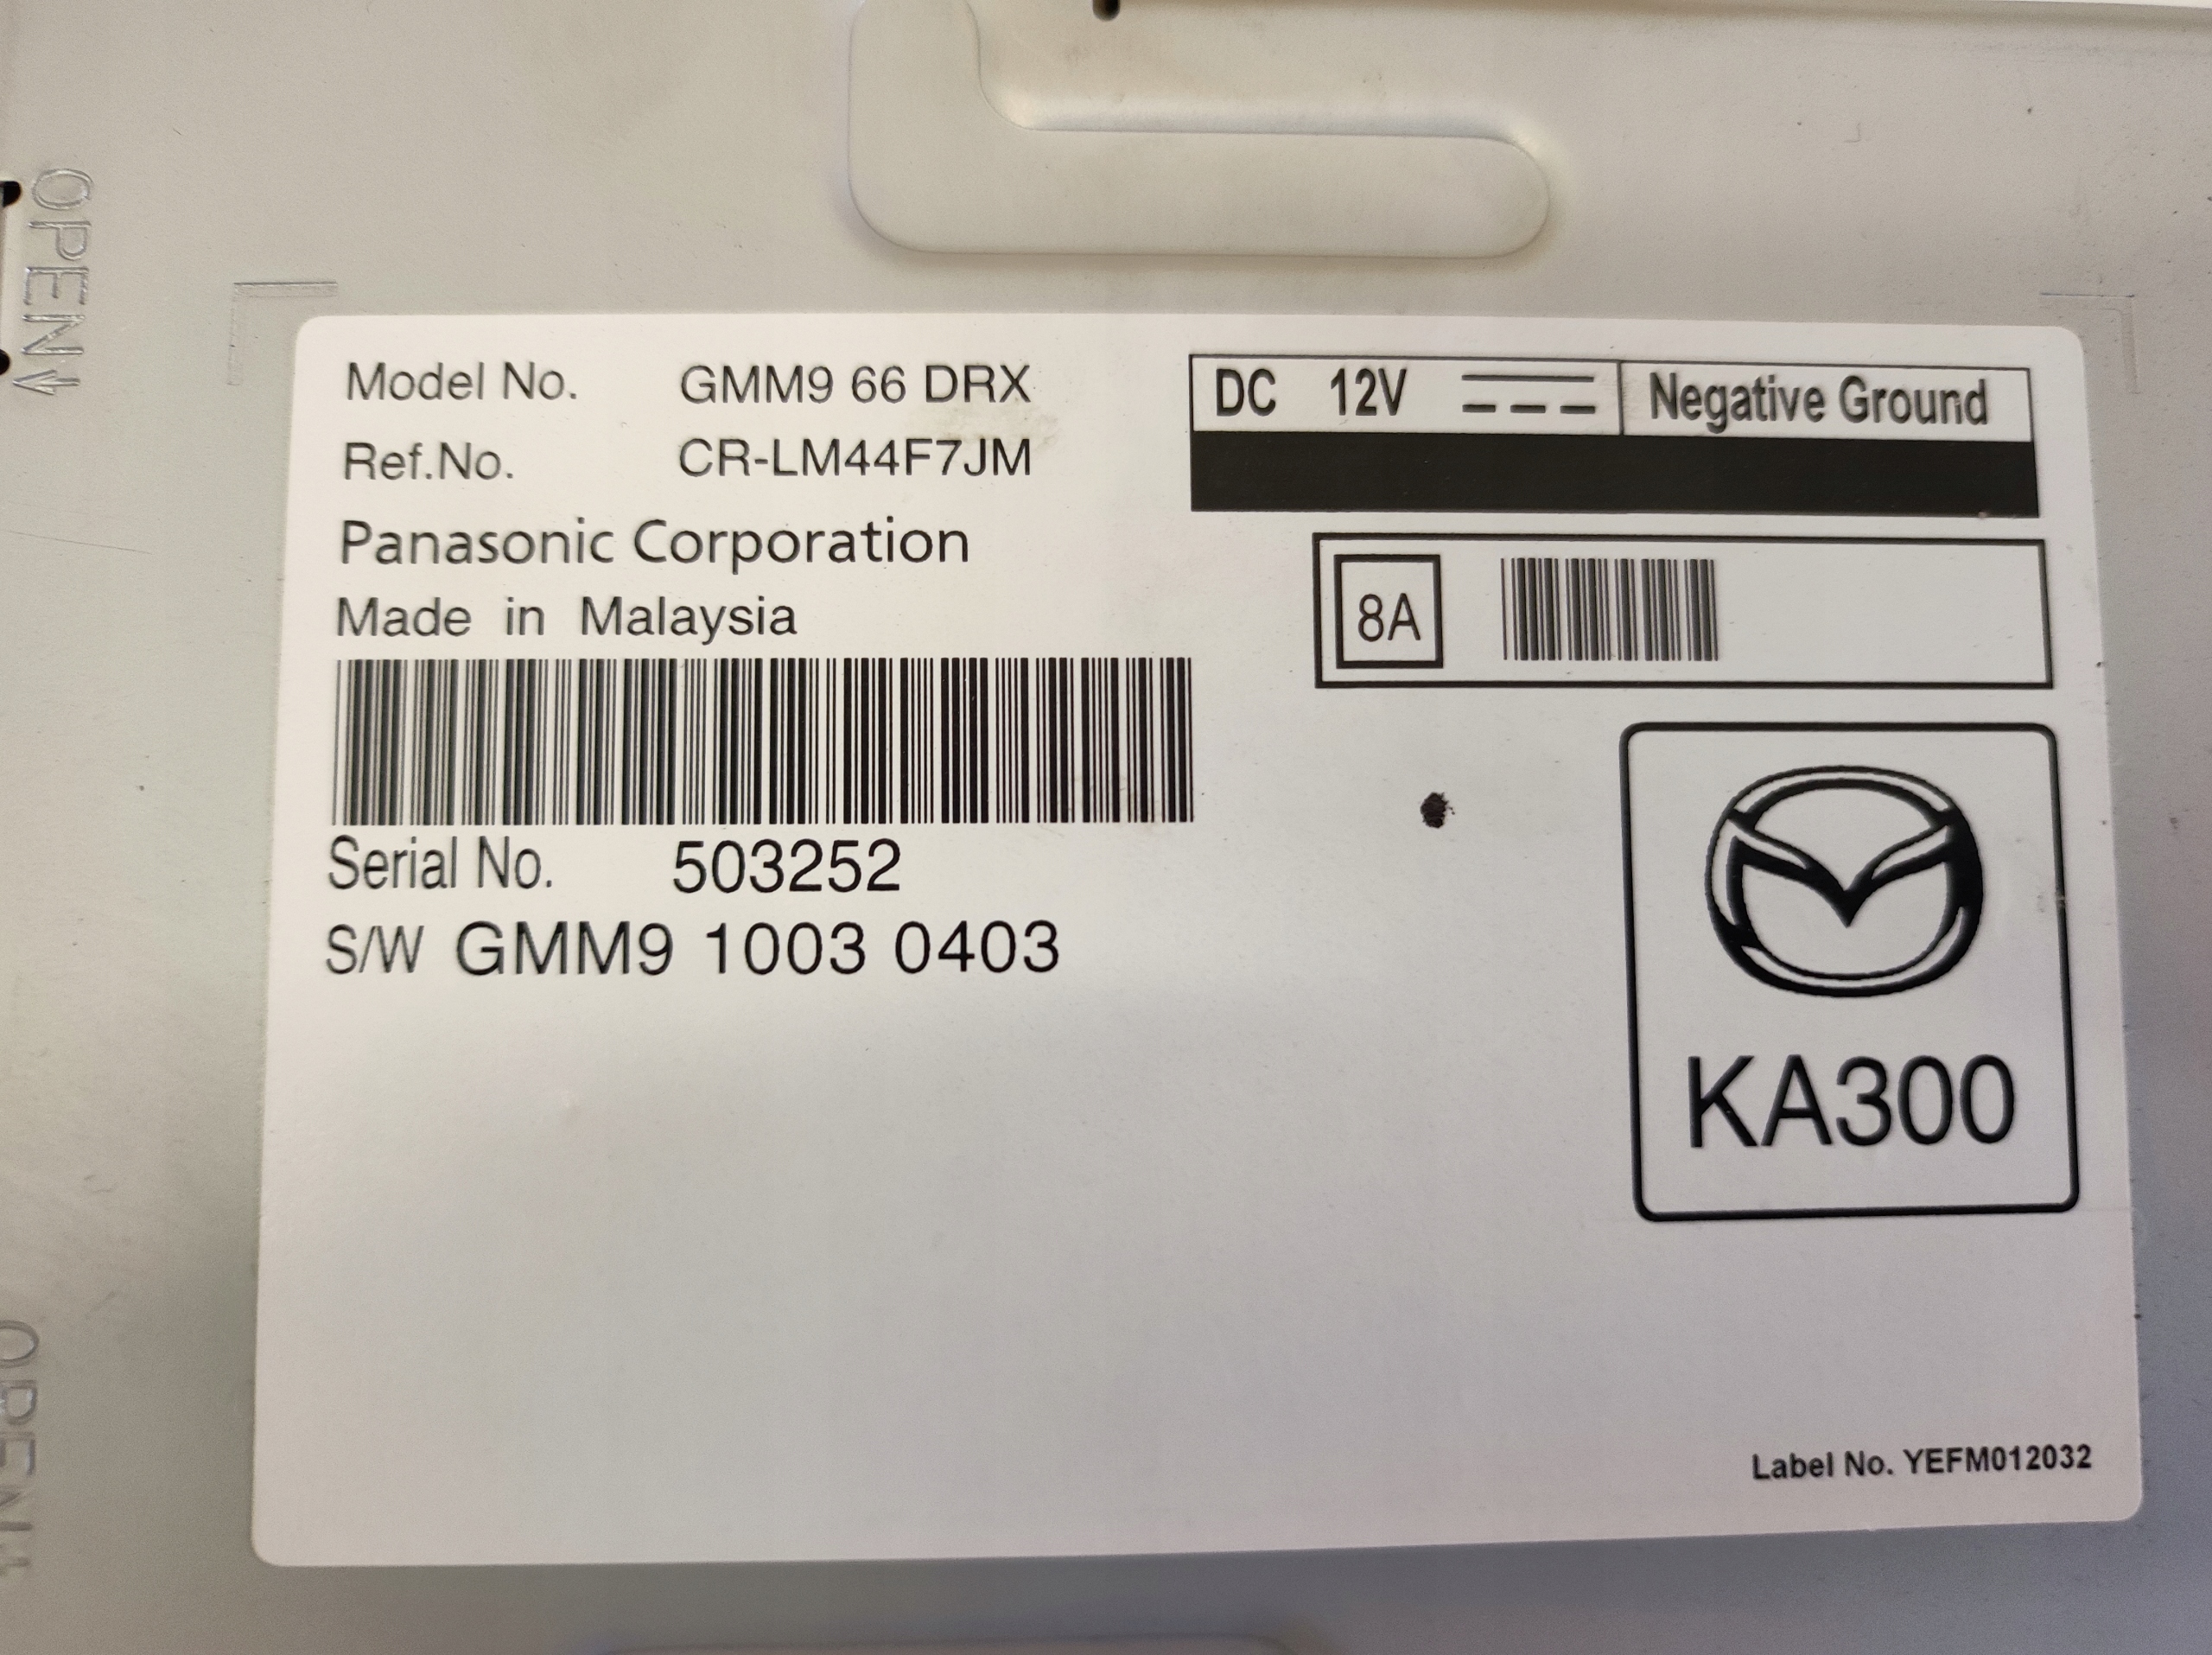 OPEN
Model No. GMM9 66 DRX
Ref.No. CR-LM44F7JM
Panasonic Corporation
Made in Malaysia
Serial No. 503252
S/W GMM9 1003 0403
DC 12V Negative Ground
8A
KA300
Label No. YEFM012032
OPEN